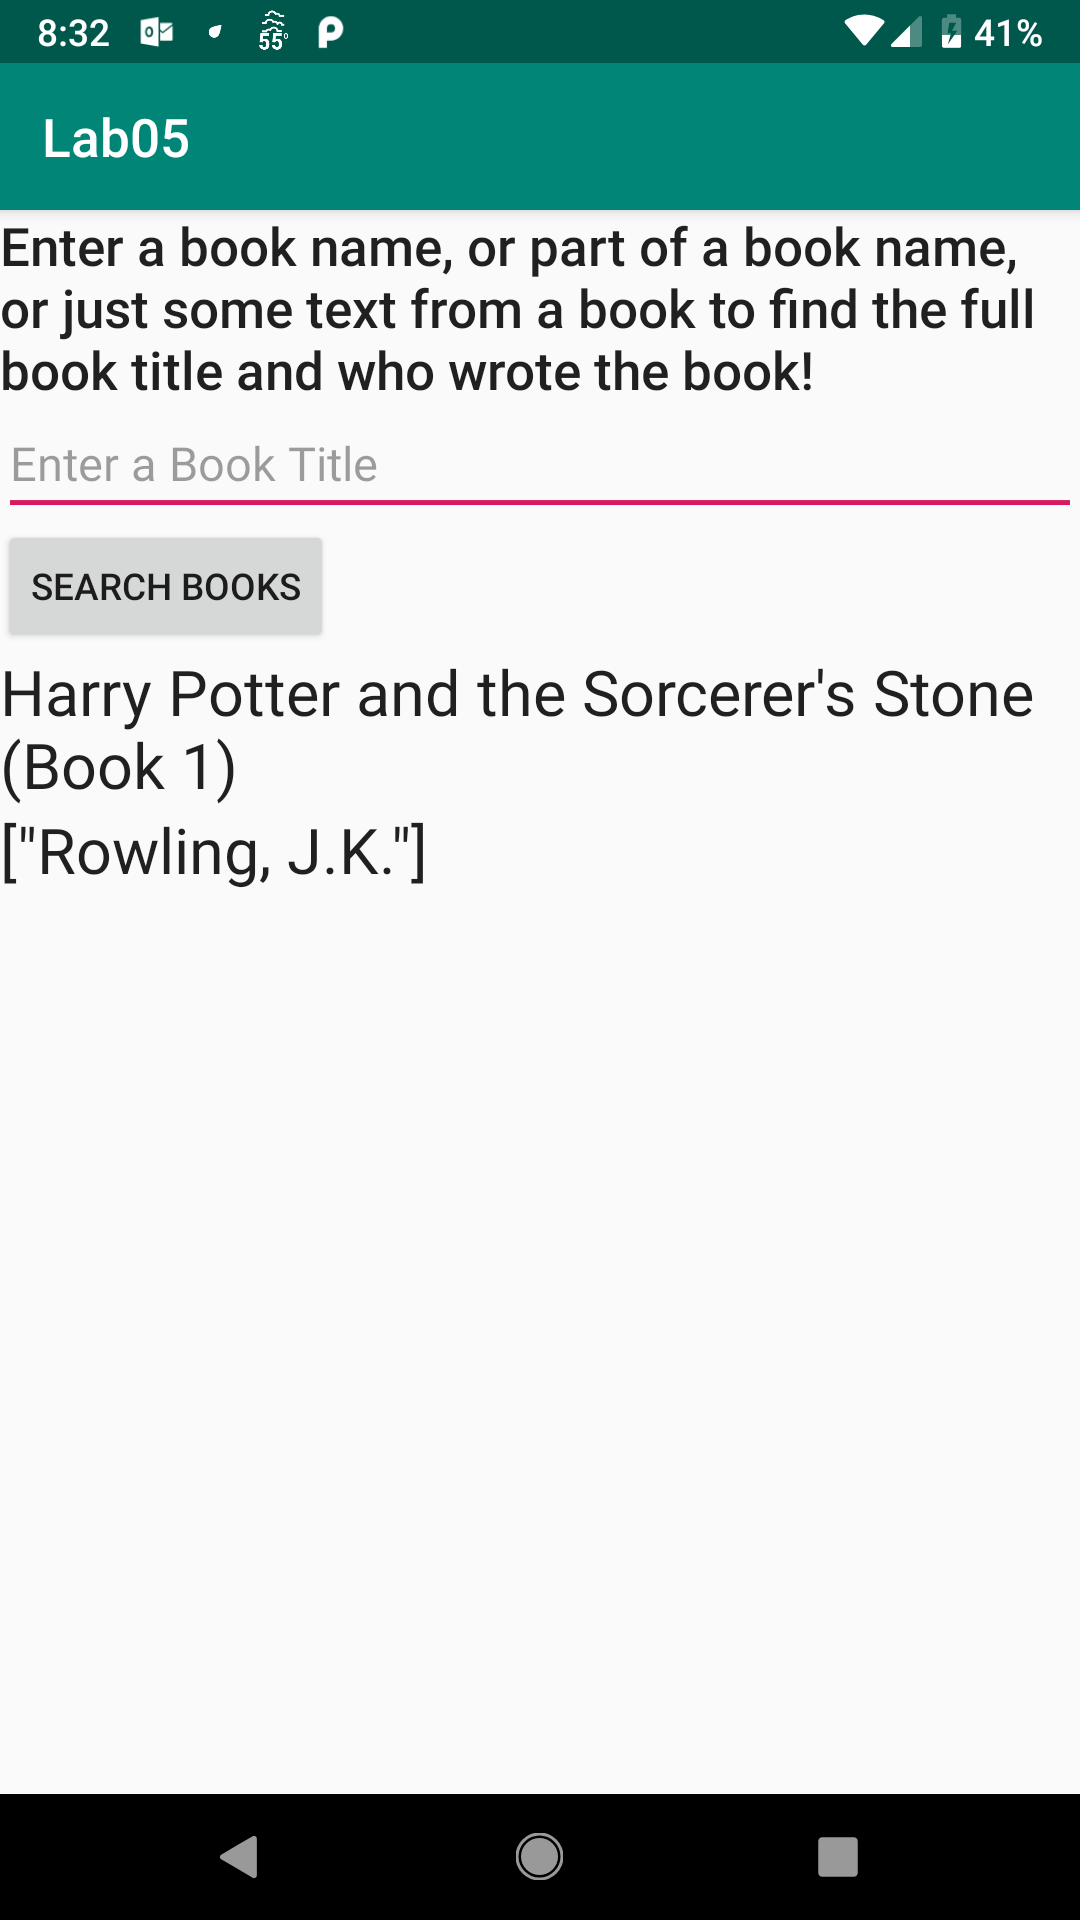 8:32 55° 41%
Lab05
Enter a book name, or part of a book name,
or just some text from a book to find the full
book title and who wrote the book!
Enter a Book Title
SEARCH BOOKS
Harry Potter and the Sorcerer's Stone
(Book 1)
["Rowling, J.K."]